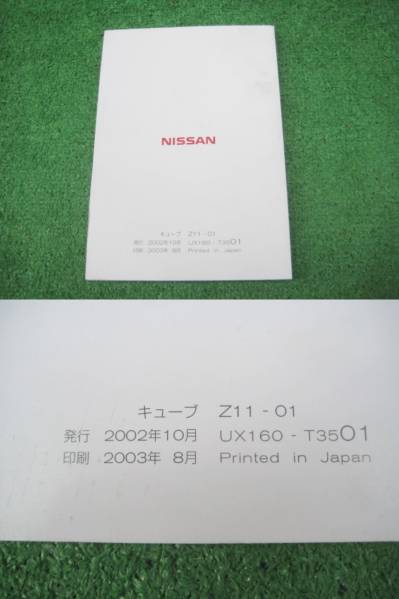 NISSAN
キューブ Z11-01
発行 2002年10月 UX160-T3501
印刷 2003年 8月 Printed in Japan
キューブ Z11 - 01
発行 2002年10月 UX160 - T3501
印刷 2003年 8月 Printed in Japan